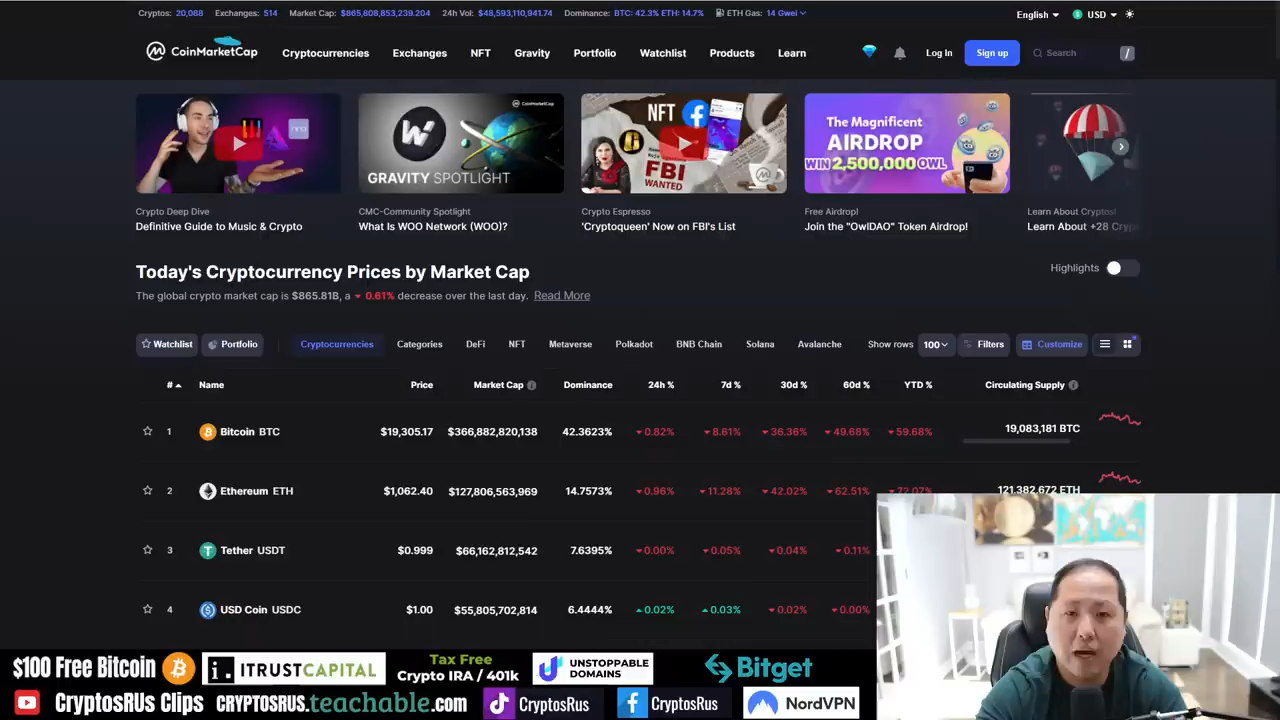 Cryptos: 20,088 Exchanges: 514 Market Cap: $865,808,853,239.204 24h Vol: $48,593,110,941.74 Dominance: BTC: 42.3% ETH: 14.7% ETH Gas: 14 Gwei English USD
CoinMarketCap Cryptocurrencies Exchanges NFT Gravity Portfolio Watchlist Products Learn Log In Sign up Search /
CoinMarketCap
GRAVITY SPOTLIGHT
NFT
FBI
WANTED
The Magnificent
AIRDROP
WIN 2,500,000 OWL
Crypto Deep Dive CMC-Community Spotlight Crypto Espresso Free Airdrop! Learn About Cryptos!
Definitive Guide to Music & Crypto What Is WOO Network (WOO)? 'Cryptoqueen' Now on FBI's List Join the "OwlDAO" Token Airdrop! Learn About +28 Cryp
Today's Cryptocurrency Prices by Market Cap Highlights
The global crypto market cap is $865.81B, a 0.61% decrease over the last day. Read More
Watchlist Portfolio Cryptocurrencies Categories DeFi NFT Metaverse Polkadot BNB Chain Solana Avalanche Show rows 100 Filters Customize
# Name Price Market Cap Dominance 24h % 7d % 30d % 60d % YTD % Circulating Supply
1 Bitcoin BTC $19,305.17 $366,882,820,138 42.3623% 0.82% 8.61% 36.36% 49.68% 59.68% 19,083,181 BTC
2 Ethereum ETH $1,062.40 $127,806,563,969 14.7573% 0.96% 11.28% 42.02% 62.51% 72.07% 121,382,672 ETH
3 Tether USDT $0.999 $66,162,812,542 7.6395% 0.00% 0.05% 0.04% 0.11%
4 USD Coin USDC $1.00 $55,805,702,814 6.4444% 0.02% 0.03% 0.02% 0.00%
$100 Free Bitcoin i. ITRUSTCAPITAL Tax Free Crypto IRA / 401k UNSTOPPABLE DOMAINS Bitget
CryptosRUs Clips CRYPTOSRUS.teachable.com CryptosRus CryptosRus NordVPN